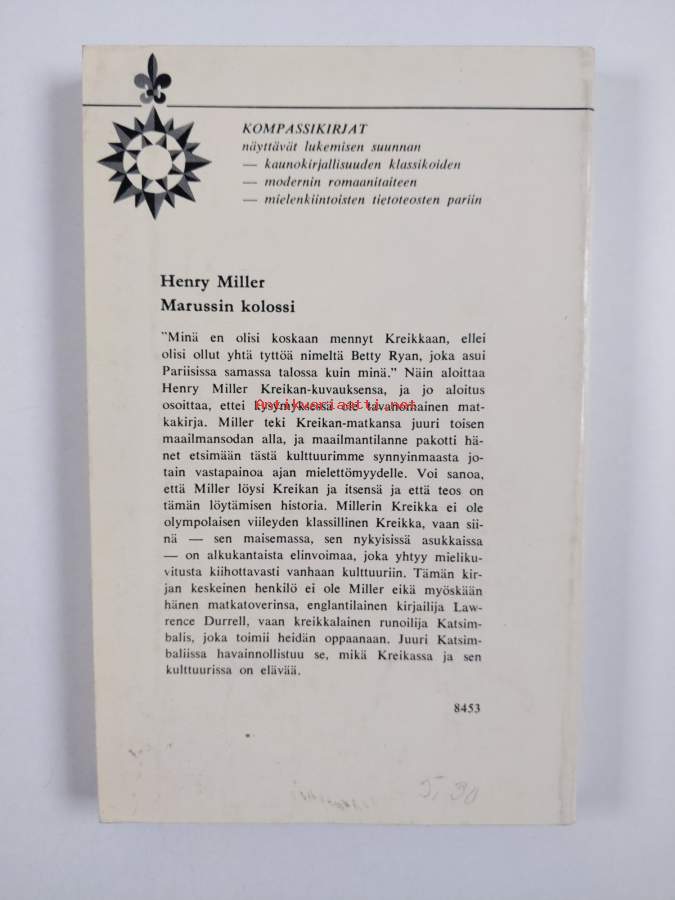 KOMPASSIKIRJAT
näyttävät lukemisen suunnan
— kaunokirjallisuuden klassikoiden
— modernin romaanitaiteen
— mielenkiintoisten tietoteosten pariin
Henry Miller
Marussin kolossi
"Minä en olisi koskaan mennyt Kreikkaan, ellei
olisi ollut yhtä tyttöä nimeltä Betty Ryan, joka asui
Pariisissa samassa talossa kuin minä." Näin aloittaa
Henry Miller Kreikan-kuvauksensa, ja jo aloitus
osoittaa, ettei kysymyksessä ole tavanomainen mat-
Antikvariaatti.net
kakirja. Miller teki Kreikan-matkansa juuri toisen
maailmansodan alla, ja maailmantilanne pakotti hä-
net etsimään tästä kulttuurimme synnyinmaasta jo-
tain vastapainoa ajan mielettömyydelle. Voi sanoa,
että Miller löysi Kreikan ja itsensä ja että teos on
tämän löytämisen historia. Millerin Kreikka ei ole
olympolaisen viileyden klassillinen Kreikka, vaan sii-
nä — sen maisemassa, sen nykyisissä asukkaissa
— on alkukantaista elinvoimaa, joka yhtyy mieliku-
vitusta kiihottavasti vanhaan kulttuuriin. Tämän kir-
jan keskeinen henkilö ei ole Miller eikä myöskään
hänen matkatoverinsa, englantilainen kirjailija Law-
rence Durrell, vaan kreikkalainen runoilija Katsim-
balis, joka toimii heidän oppaanaan. Juuri Katsim-
baliissa havainnollistuu se, mikä Kreikassa ja sen
kulttuurissa on elävää.
8453